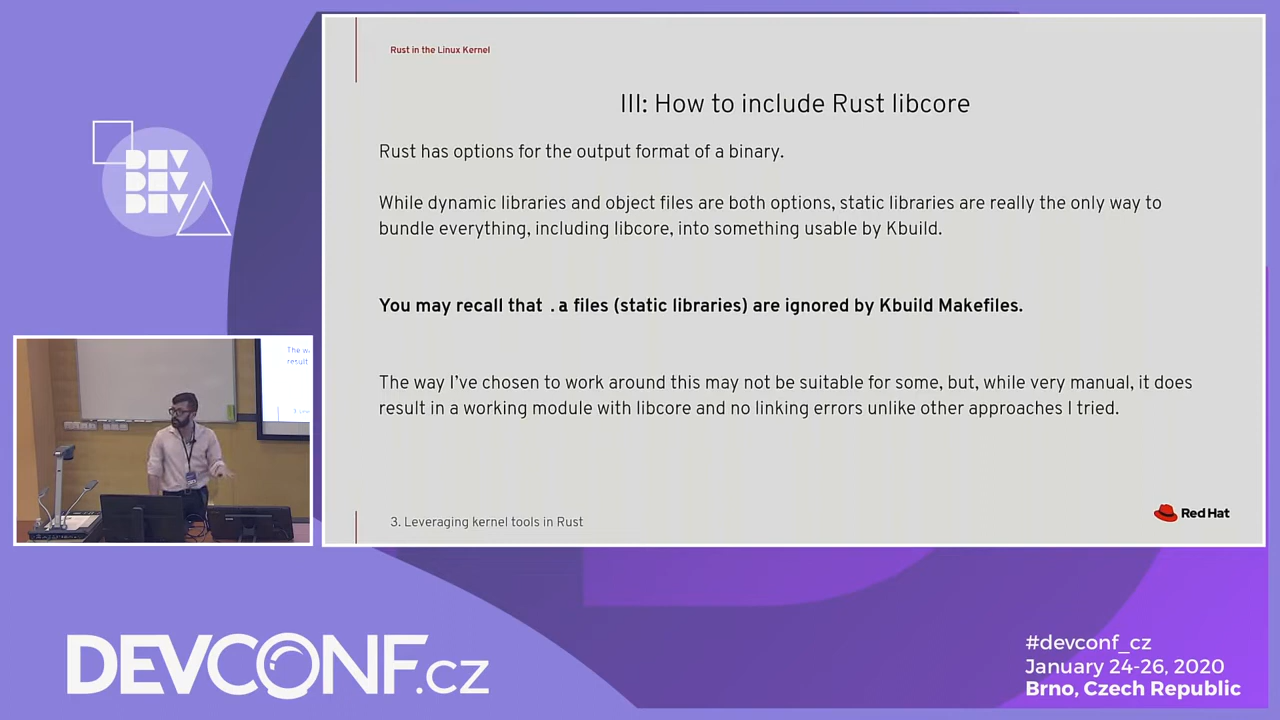 DEV
DEV
DEV
Rust in the Linux Kernel
III: How to include Rust libcore
Rust has options for the output format of a binary.
While dynamic libraries and object files are both options, static libraries are really the only way to
bundle everything, including libcore, into something usable by Kbuild.
You may recall that .a files (static libraries) are ignored by Kbuild Makefiles.
The way I've chosen to work around this may not be suitable for some, but, while very manual, it does
result in a working module with libcore and no linking errors unlike other approaches I tried.
3. Leveraging kernel tools in Rust
Red Hat
The w
result
DEVCONF.cz
#devconf_cz
January 24-26, 2020
Brno, Czech Republic